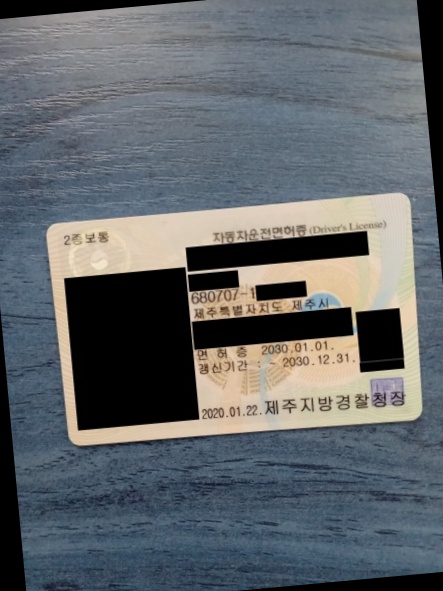 2종보통
자동차운전면허증 (Driver's License)
680707-1
제주특별자치도 제주시
면 허 증 2030.01.01.
갱신기간 : ~ 2030.12.31.
2020.01.22. 제주지방경찰청장